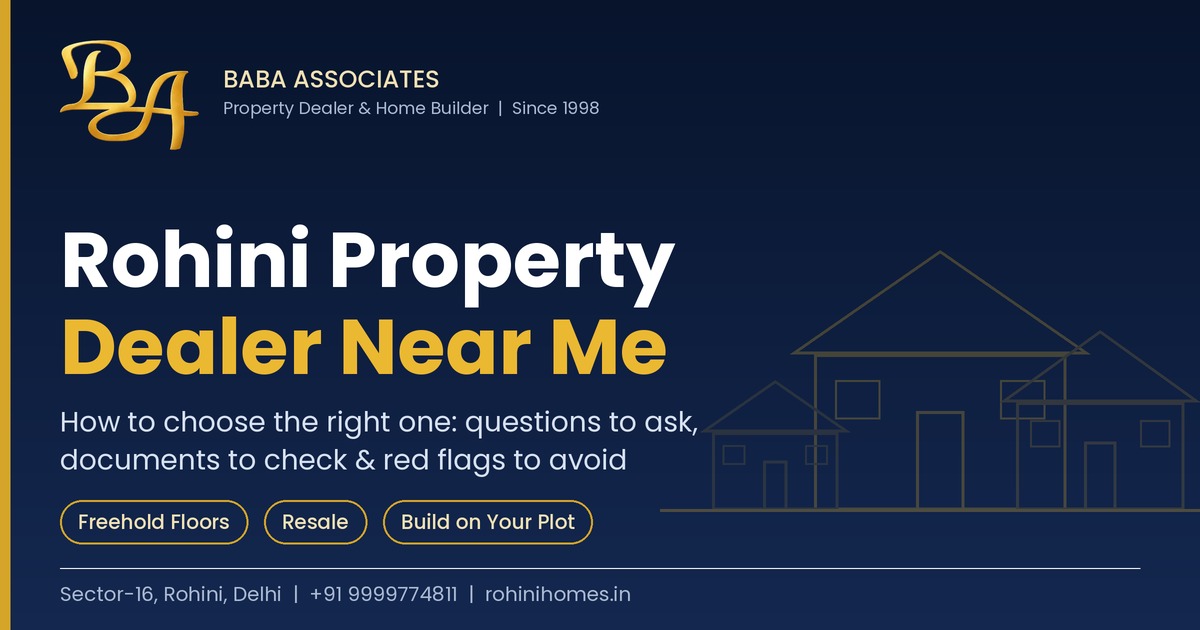 BA
BABA ASSOCIATES
Property Dealer & Home Builder | Since 1998
Rohini Property
Dealer Near Me
How to choose the right one: questions to ask,
documents to check & red flags to avoid
Freehold Floors Resale Build on Your Plot
Sector-16, Rohini, Delhi | +91 9999774811 | rohinihomes.in